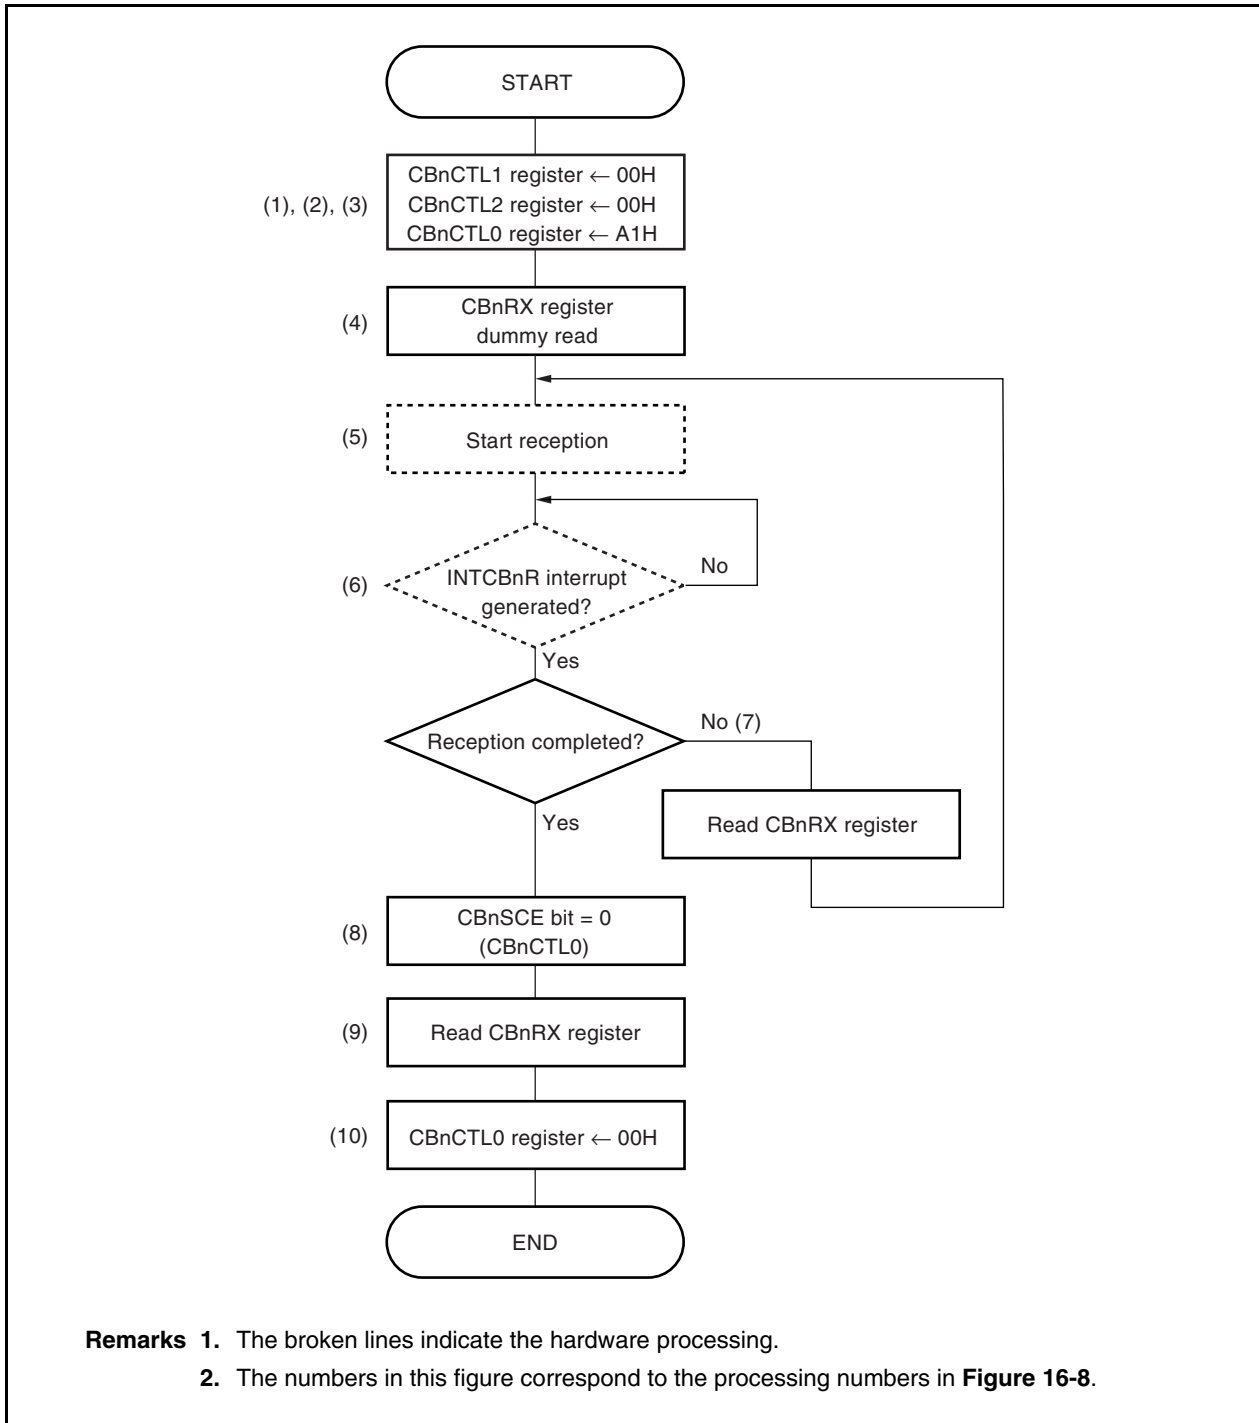 START
(1), (2), (3)
CBnCTL1 register ← 00H
CBnCTL2 register ← 00H
CBnCTL0 register ← A1H
(4)
CBnRX register
dummy read
(5)
Start reception
(6)
INTCBnR interrupt
generated?
No
Yes
Reception completed?
No (7)
Read CBnRX register
Yes
(8)
CBnSCE bit = 0
(CBnCTL0)
(9)
Read CBnRX register
(10)
CBnCTL0 register ← 00H
END
Remarks 1. The broken lines indicate the hardware processing.
2. The numbers in this figure correspond to the processing numbers in Figure 16-8.